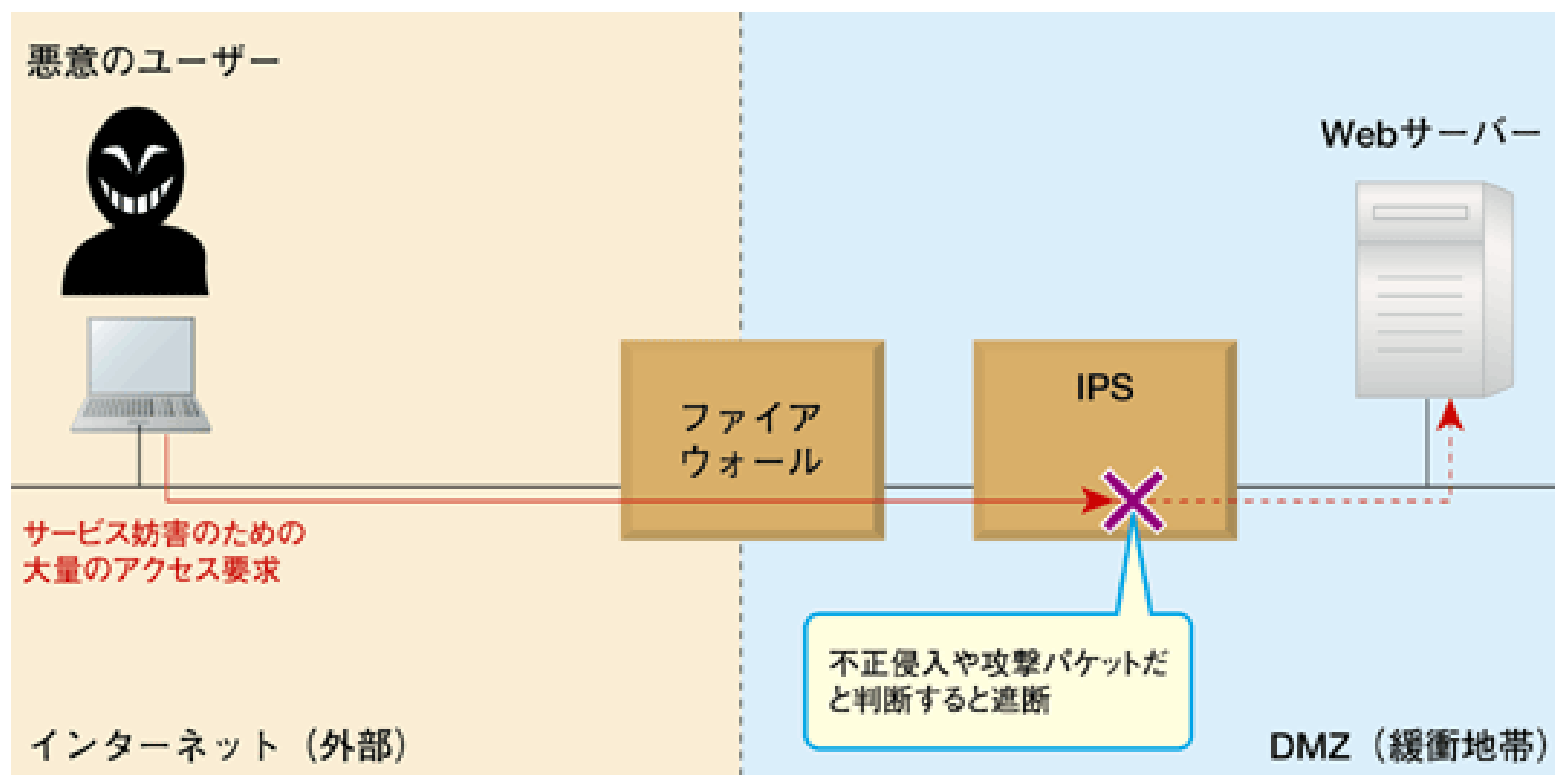 悪意のユーザー
Webサーバー
IPS
ファイア
ウォール
サービス妨害のための
大量のアクセス要求
不正侵入や攻撃パケットだ
と判断すると遮断
インターネット（外部）
DMZ（緩衝地帯）